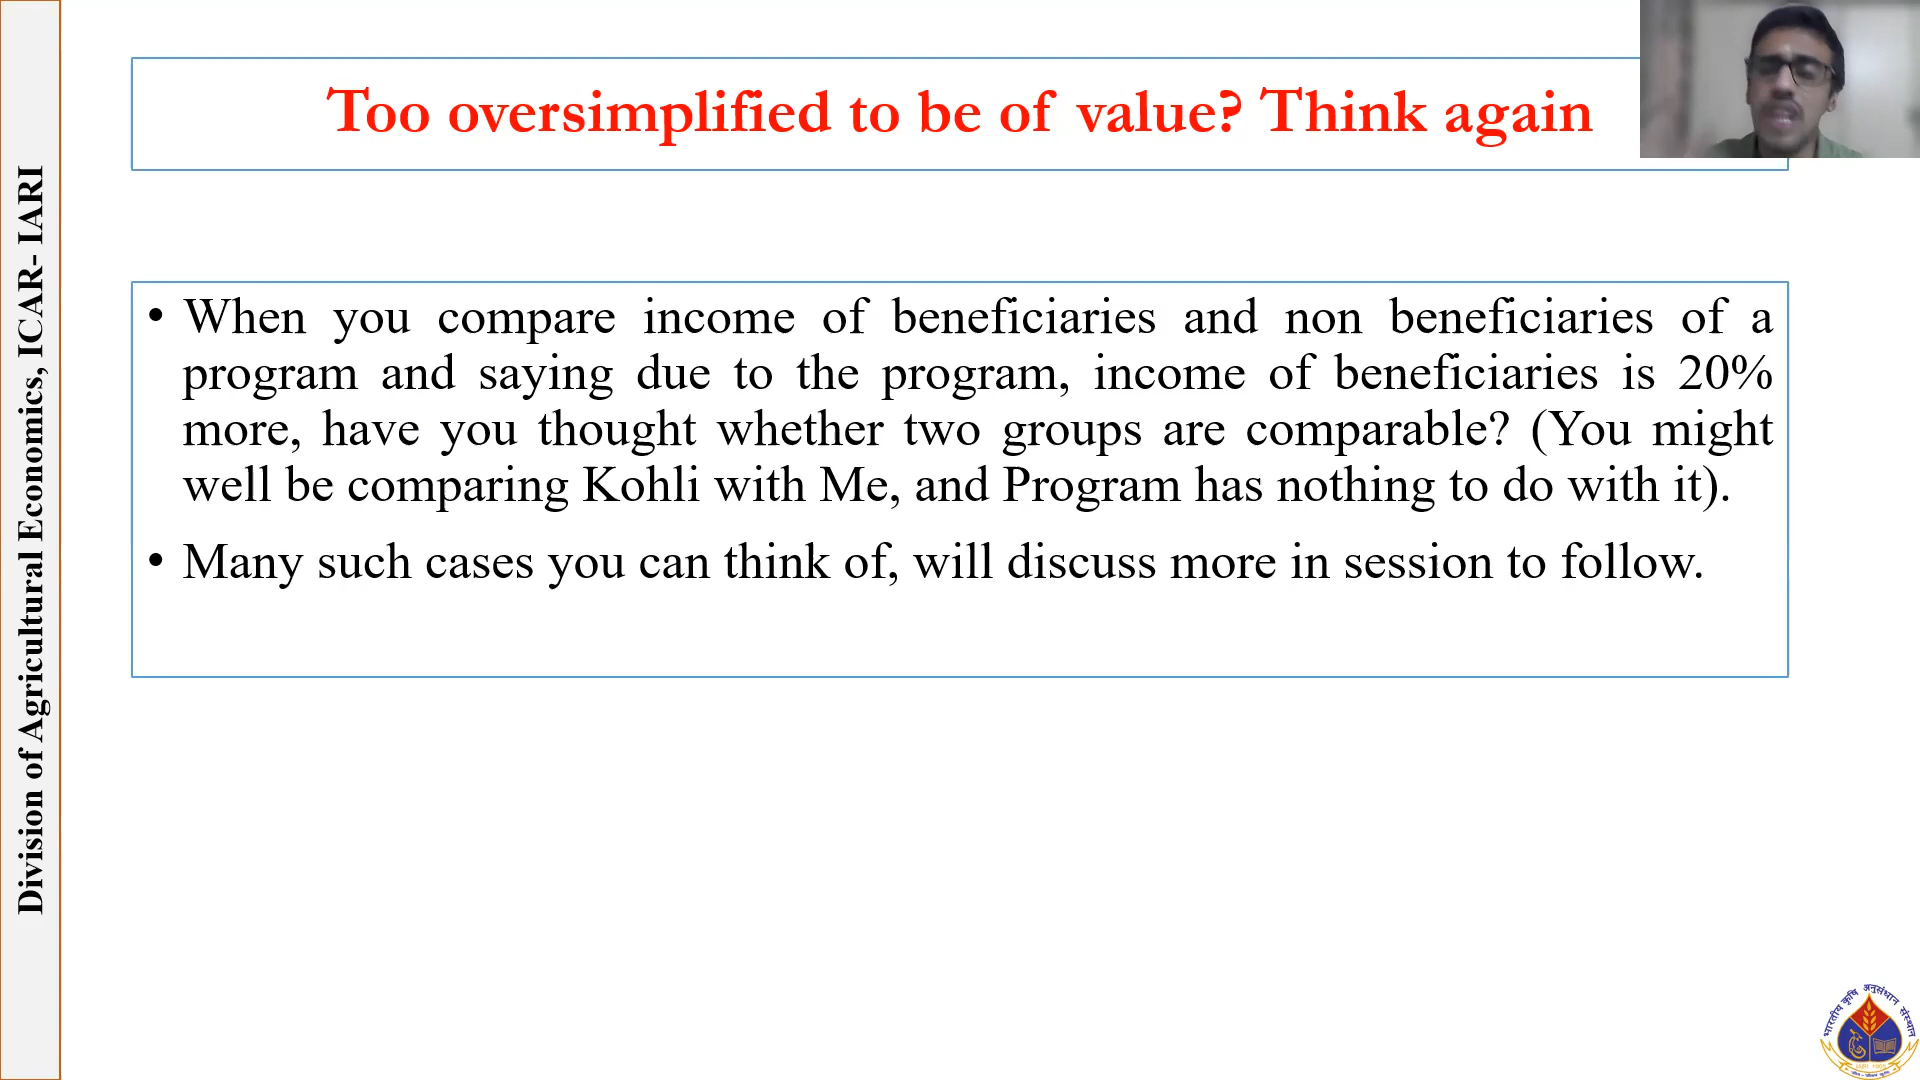 Too oversimplified to be of value? Think again
• When you compare income of beneficiaries and non beneficiaries of a
program and saying due to the program, income of beneficiaries is 20%
more, have you thought whether two groups are comparable? (You might
well be comparing Kohli with Me, and Program has nothing to do with it).
• Many such cases you can think of, will discuss more in session to follow.
Division of Agricultural Economics, ICAR- IARI
भारतीय कृषि अनुसंधान संस्थान